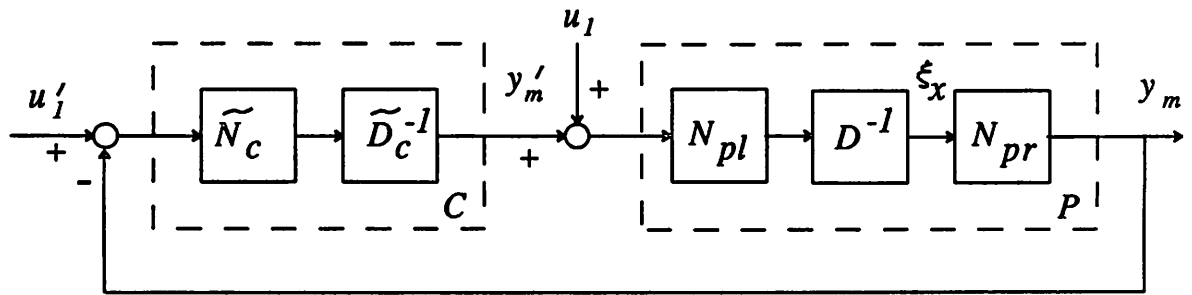 u₁
u₁′ + - Ñ_c D̃_c⁻¹ C
y_m′ + +
N_pl D⁻¹ ξ_x N_pr P
y_m